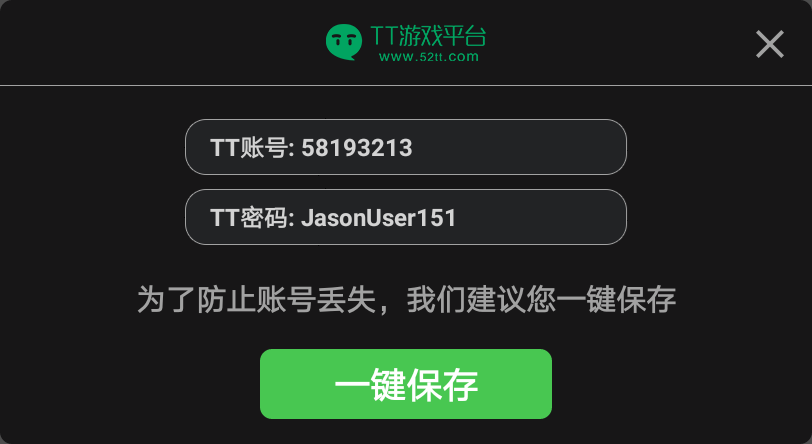 TT游戏平台
www.52tt.com
TT账号: 58193213
TT密码: JasonUser151
为了防止账号丢失，我们建议您一键保存
一键保存